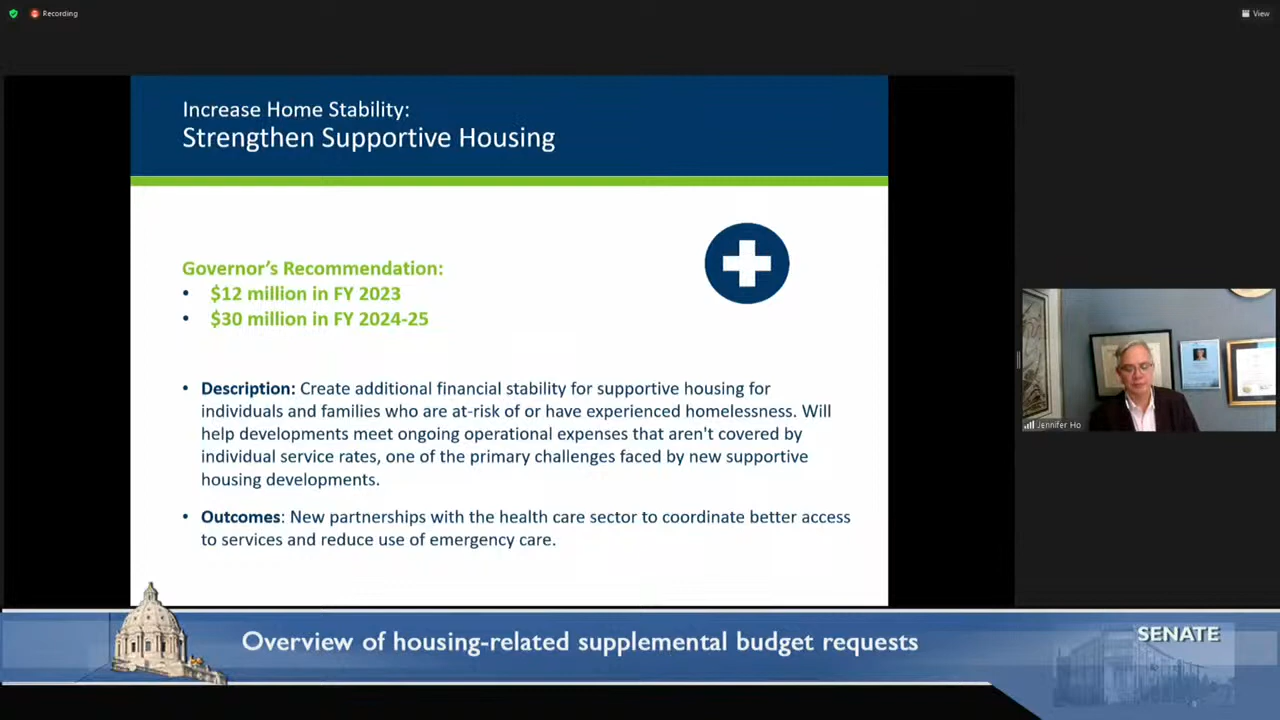 Recording
View
Increase Home Stability:
Strengthen Supportive Housing
Governor's Recommendation:
• $12 million in FY 2023
• $30 million in FY 2024-25
• Description: Create additional financial stability for supportive housing for
individuals and families who are at-risk of or have experienced homelessness. Will
help developments meet ongoing operational expenses that aren't covered by
individual service rates, one of the primary challenges faced by new supportive
housing developments.
• Outcomes: New partnerships with the health care sector to coordinate better access
to services and reduce use of emergency care.
Jennifer Ho
Overview of housing-related supplemental budget requests
SENATE